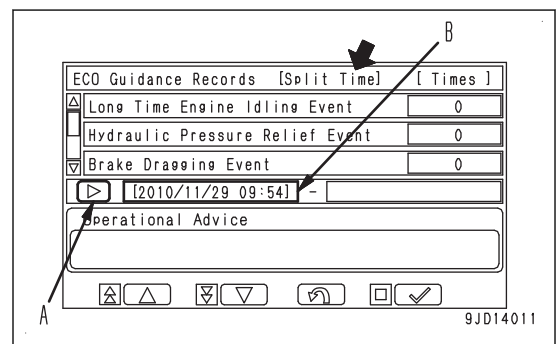 B
ECO Guidance Records [Split Time] [ Times ]
Long Time Engine Idling Event 0
Hydraulic Pressure Relief Event 0
Brake Dragging Event 0
[2010/11/29 09:54] -
Operational Advice
A
9JD14011